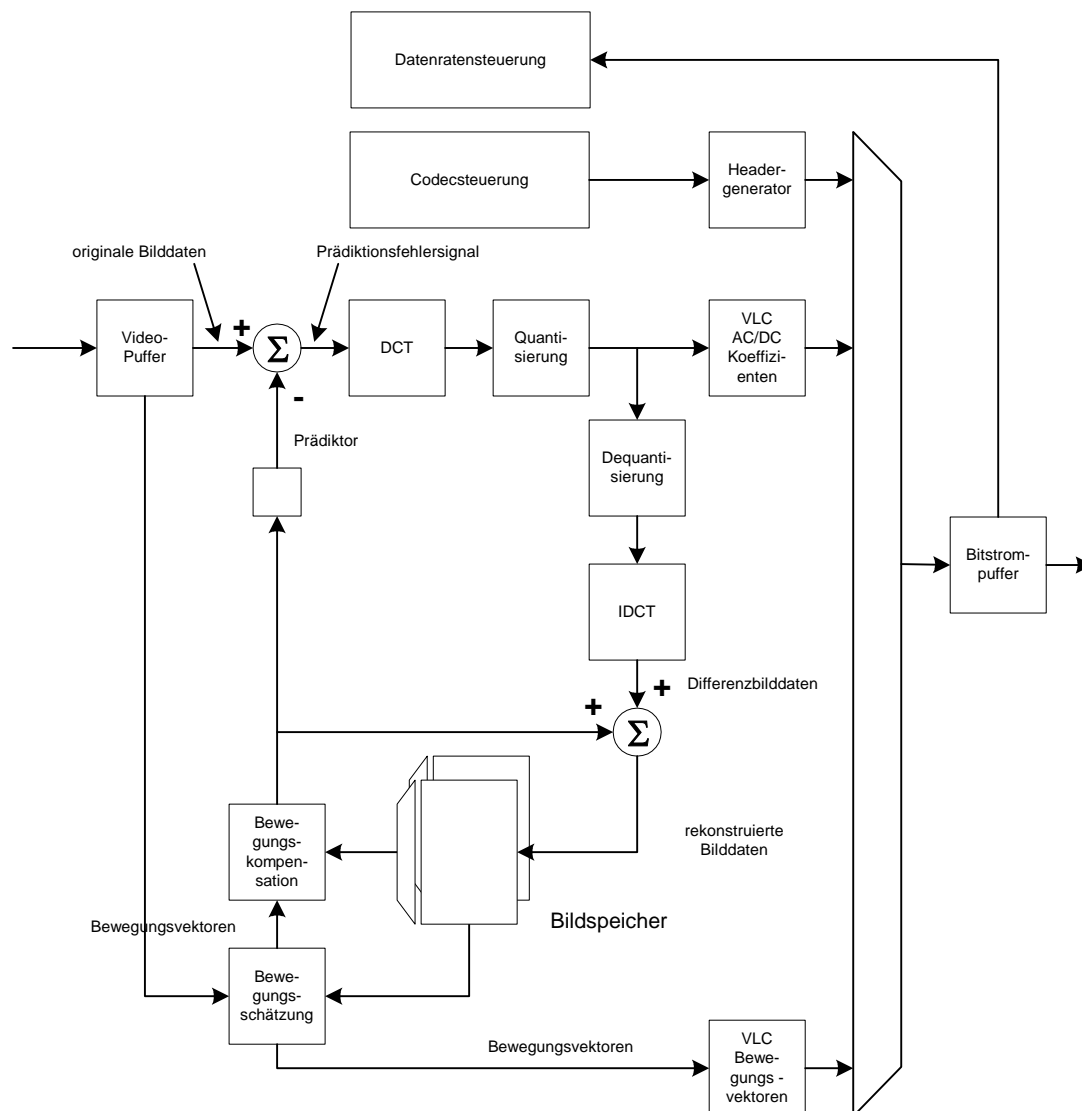 Datenratensteuerung
Codecsteuerung
Header-
generator
originale Bilddaten
Prädiktionsfehlersignal
Video-
Puffer
+
Σ
DCT
Quanti-
sierung
VLC
AC/DC
Koeffizi-
enten
-
Prädiktor
Dequanti-
sierung
Bitstrom-
puffer
IDCT
+
Differenzbilddaten
+
Σ
Bewe-
gungs-
kompen-
sation
rekonstruierte
Bilddaten
Bildspeicher
Bewegungsvektoren
Bewe-
gungs-
schätzung
Bewegungsvektoren
VLC
Bewe-
gungs -
vektoren